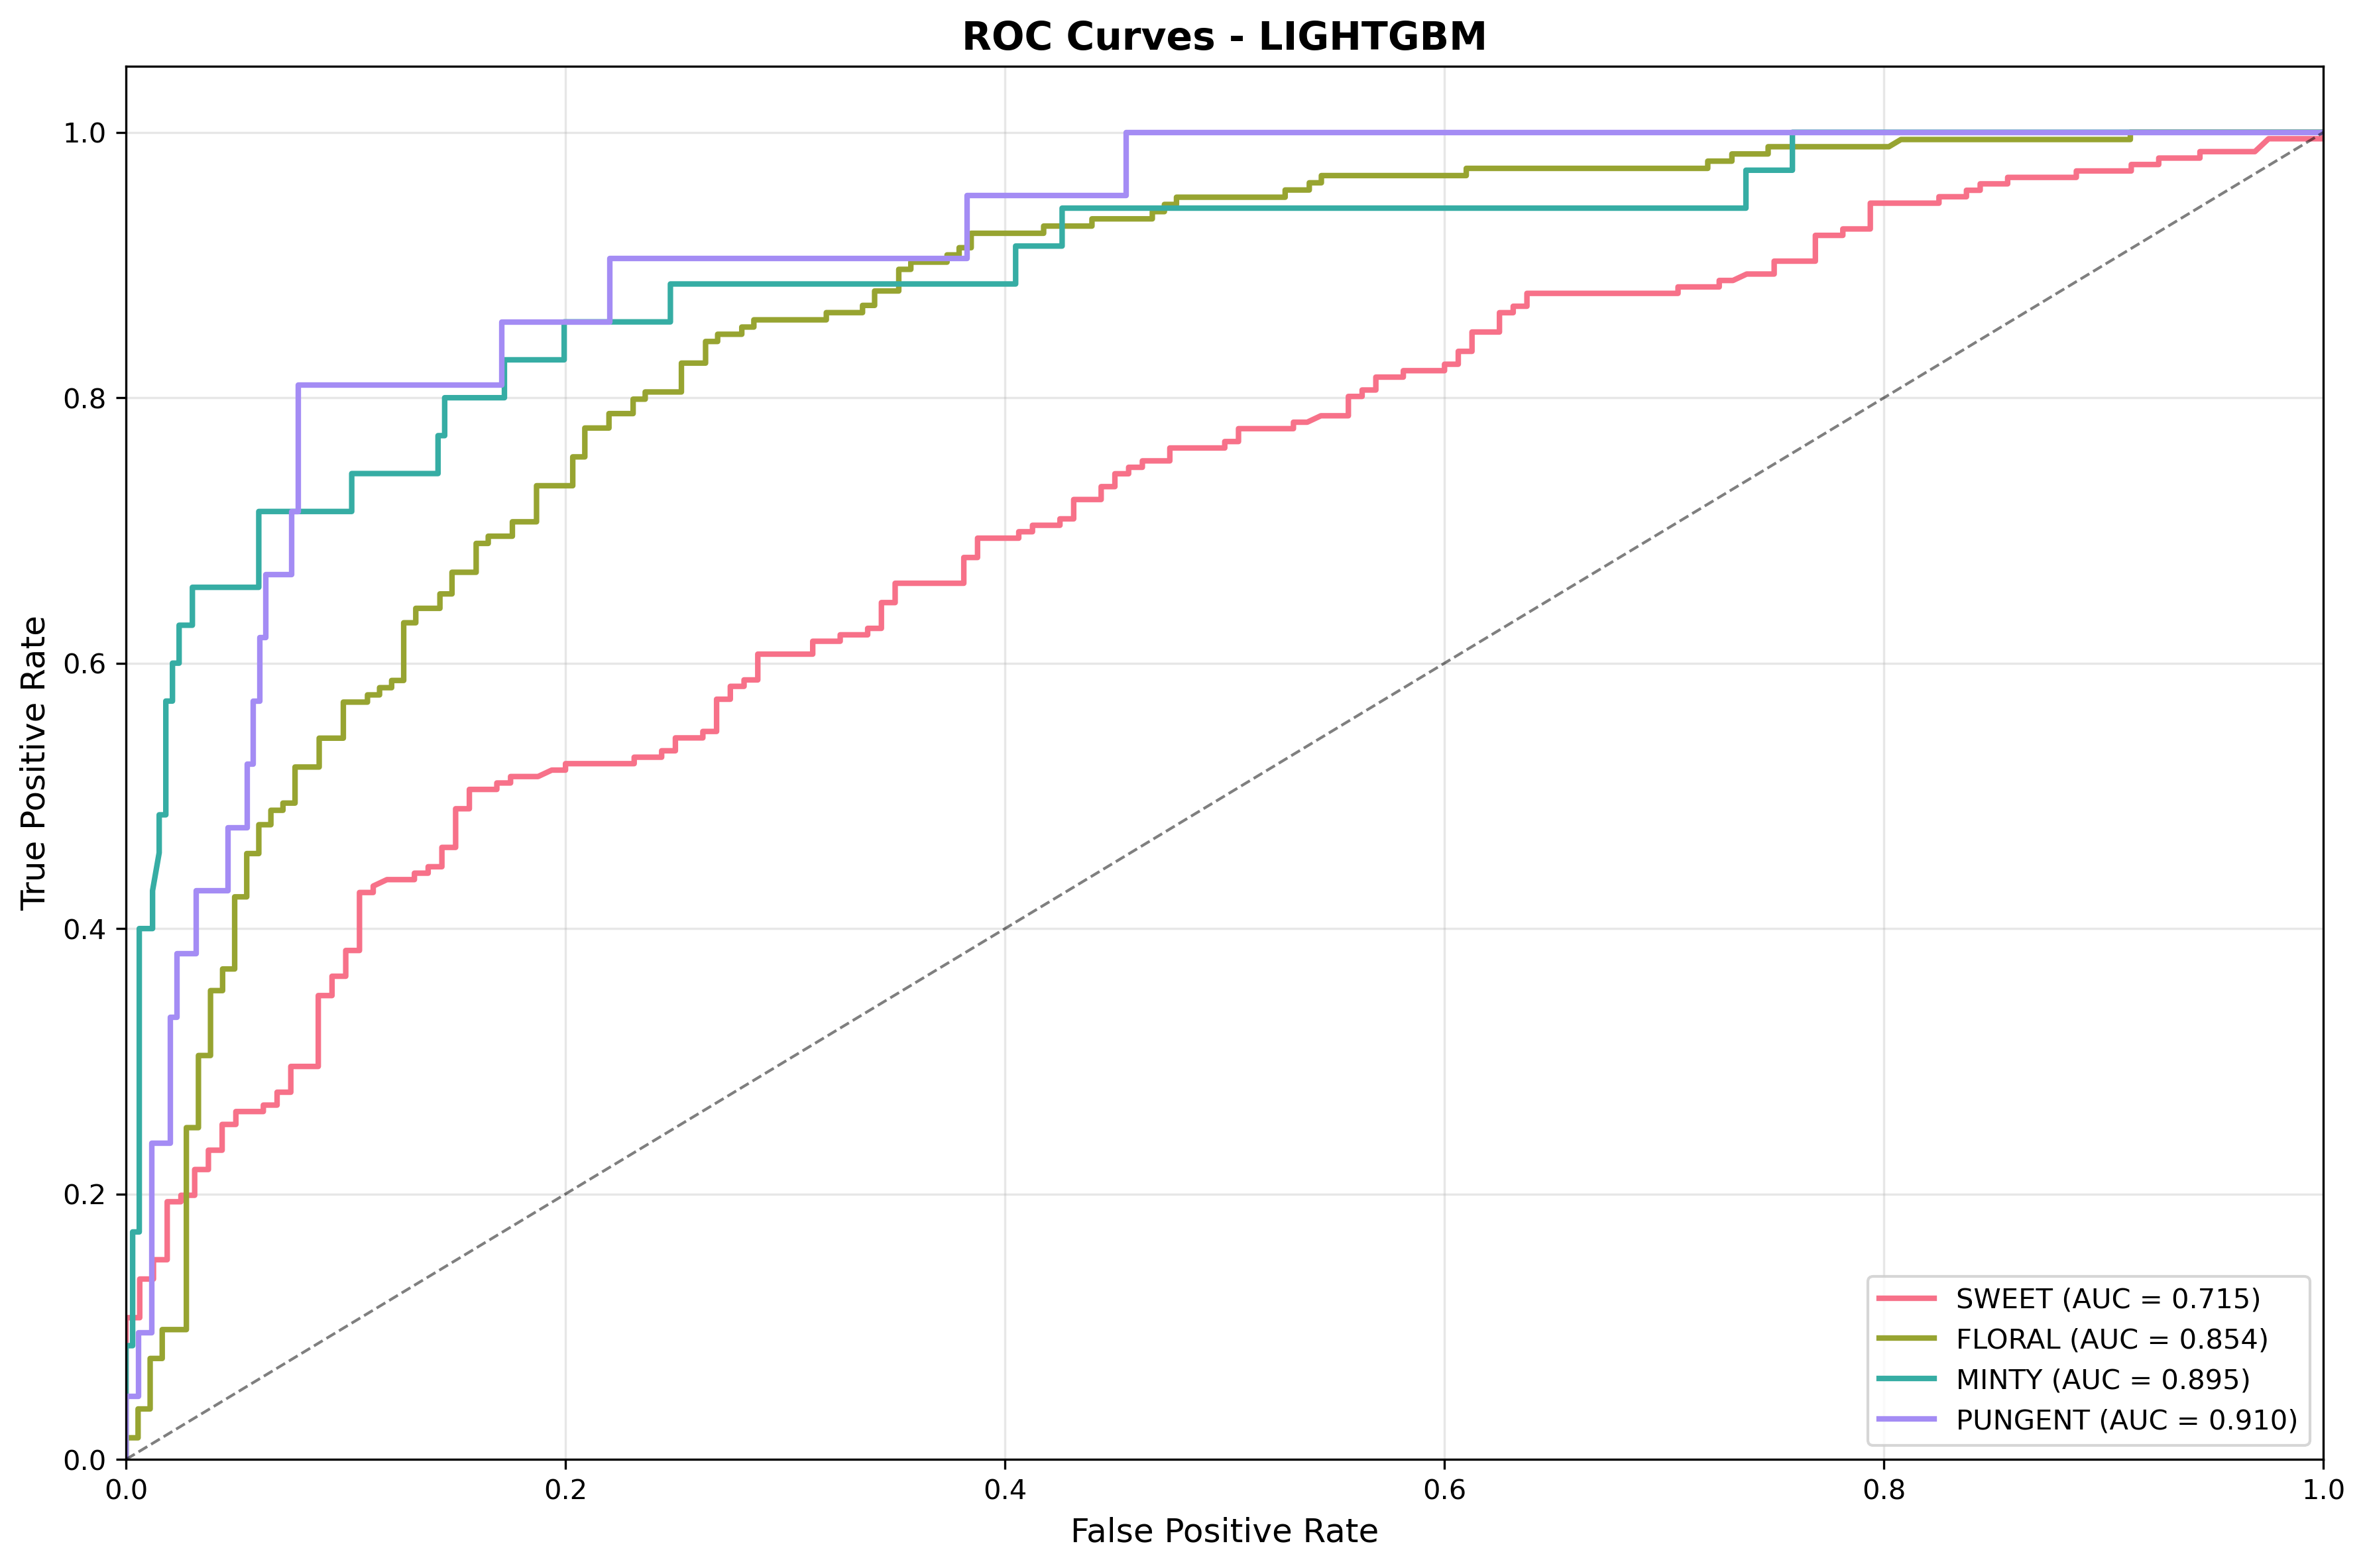 ROC Curves - LIGHTGBM
True Positive Rate
1.0
0.8
0.6
0.4
0.2
0.0
0.0 0.2 0.4 0.6 0.8 1.0
False Positive Rate
SWEET (AUC = 0.715)
FLORAL (AUC = 0.854)
MINTY (AUC = 0.895)
PUNGENT (AUC = 0.910)